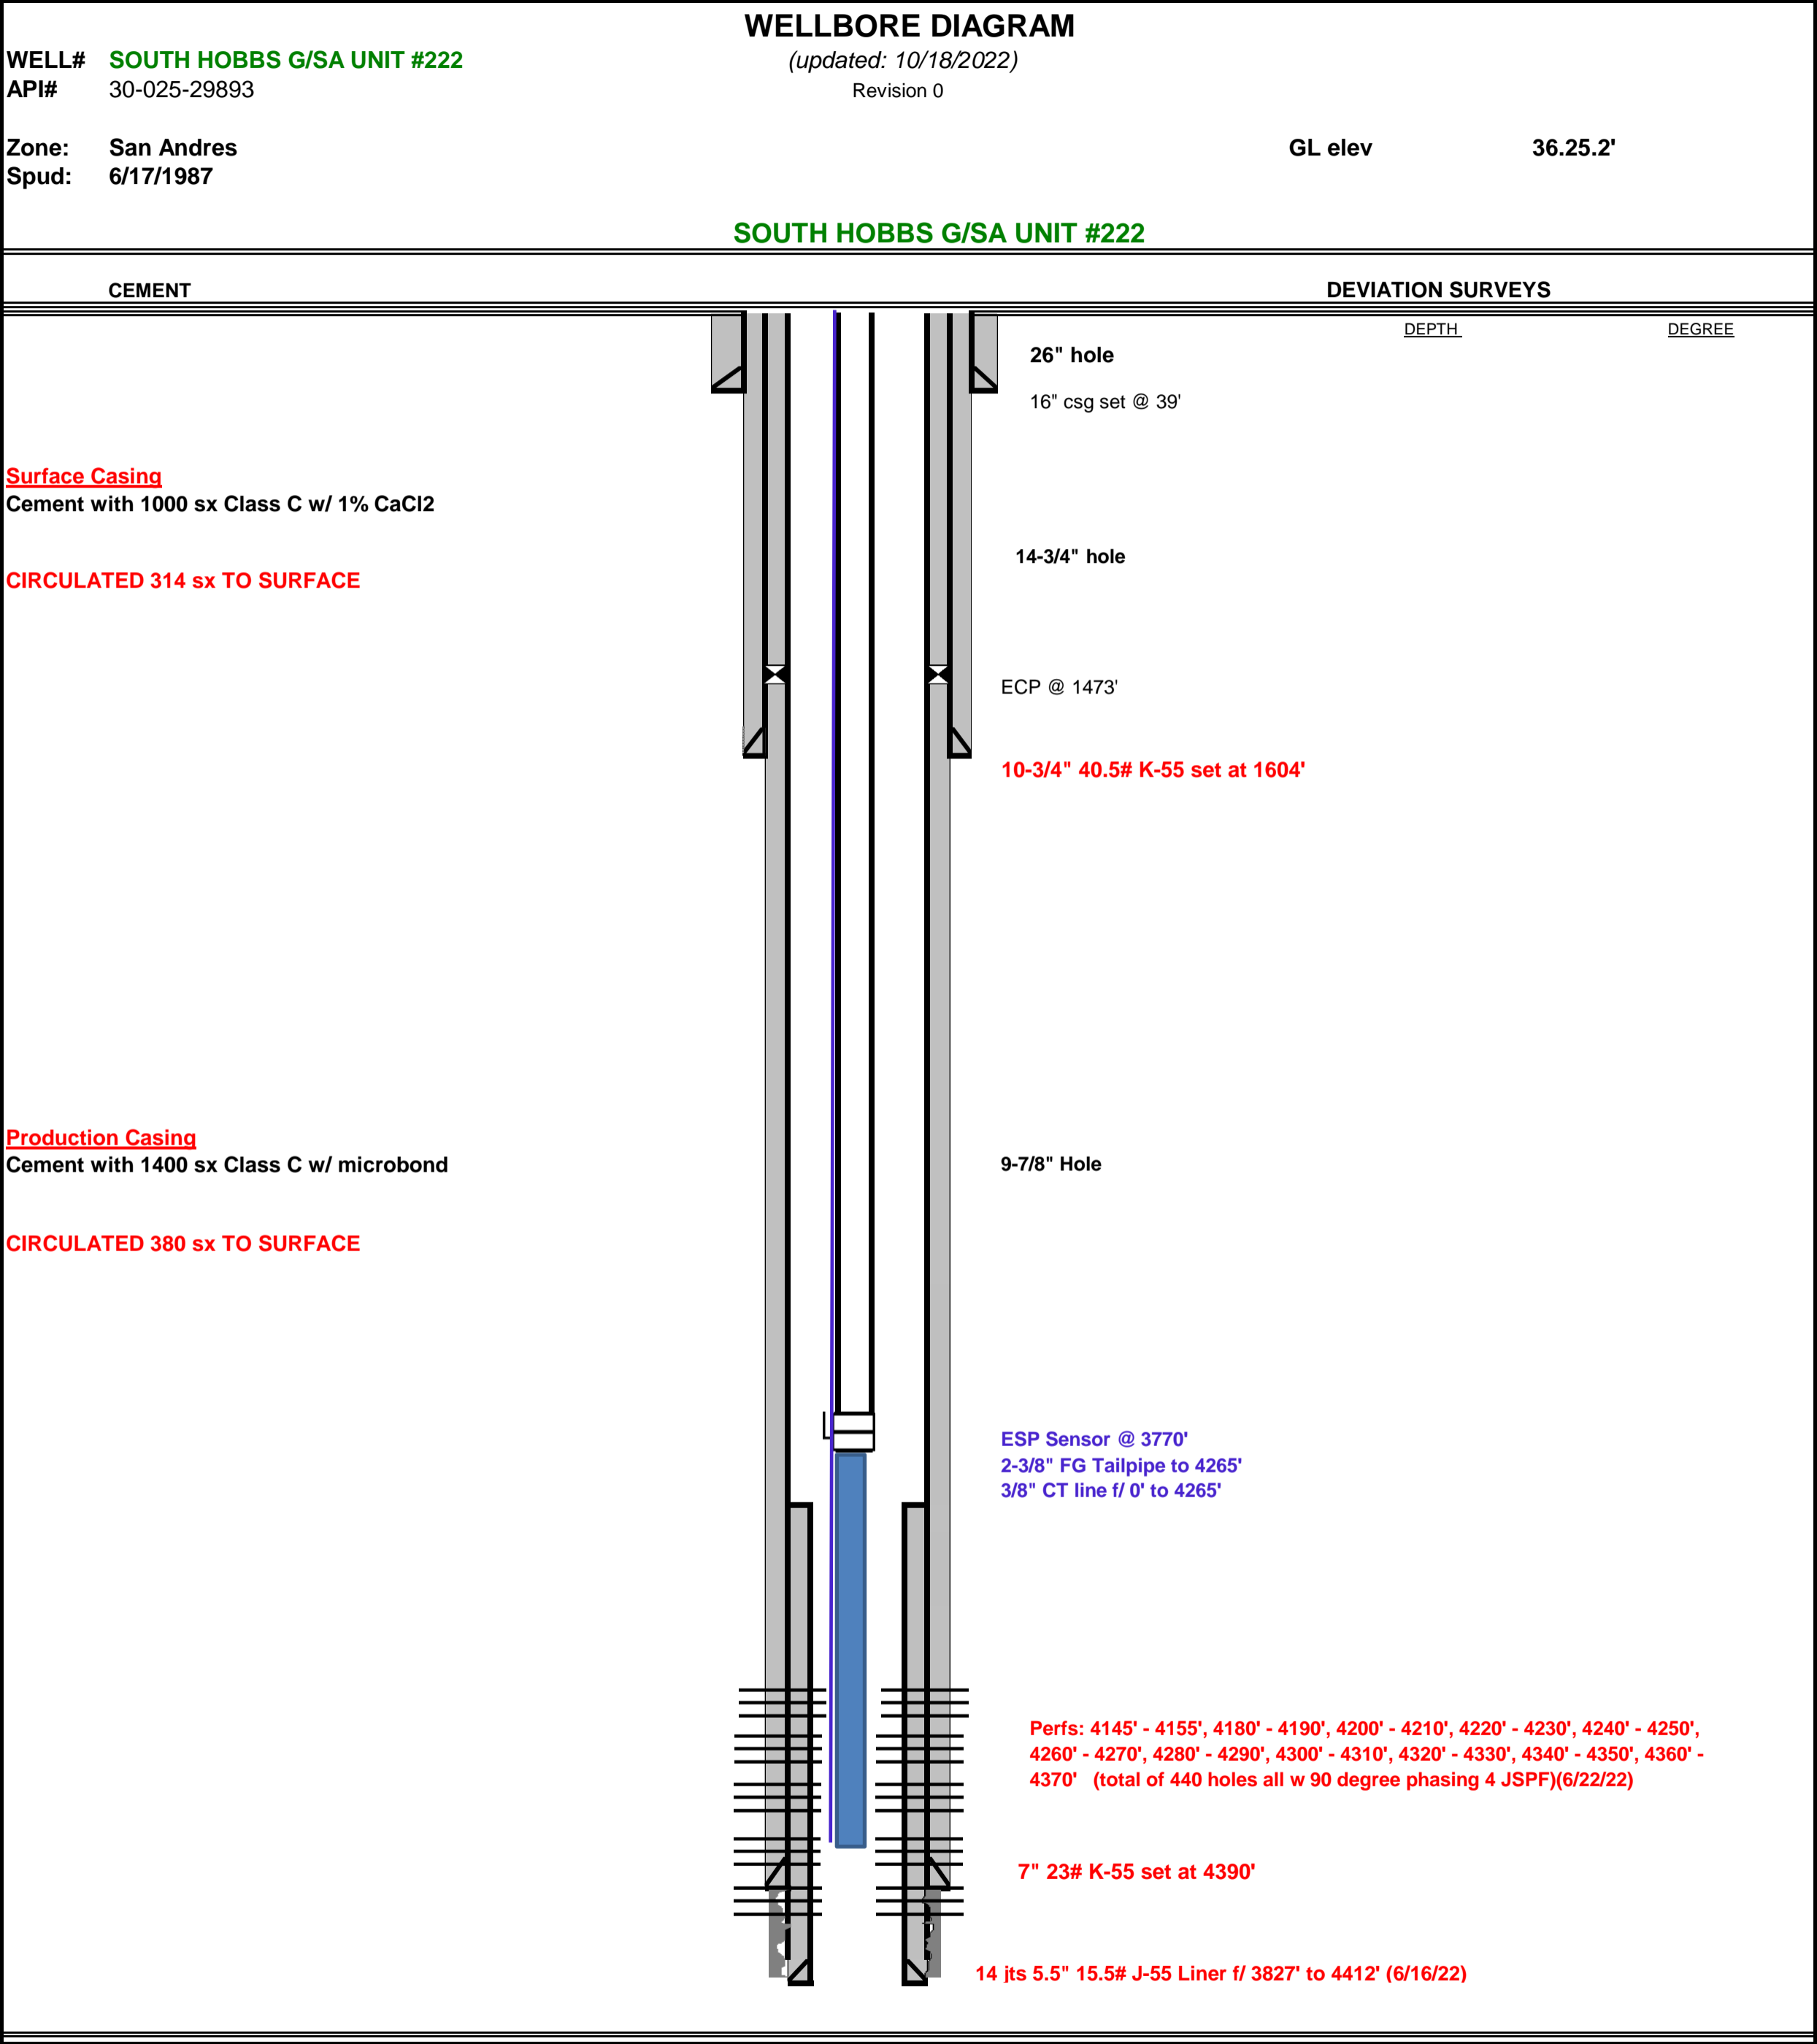 WELLBORE DIAGRAM
WELL# SOUTH HOBBS G/SA UNIT #222
(updated: 10/18/2022)
API# 30-025-29893
Revision 0
Zone: San Andres
GL elev 36.25.2'
Spud: 6/17/1987
SOUTH HOBBS G/SA UNIT #222
CEMENT
DEVIATION SURVEYS
DEPTH DEGREE
26" hole
16" csg set @ 39'
Surface Casing
Cement with 1000 sx Class C w/ 1% CaCl2
14-3/4" hole
CIRCULATED 314 sx TO SURFACE
ECP @ 1473'
10-3/4" 40.5# K-55 set at 1604'
Production Casing
Cement with 1400 sx Class C w/ microbond
9-7/8" Hole
CIRCULATED 380 sx TO SURFACE
ESP Sensor @ 3770'
2-3/8" FG Tailpipe to 4265'
3/8" CT line f/ 0' to 4265'
Perfs: 4145' - 4155', 4180' - 4190', 4200' - 4210', 4220' - 4230', 4240' - 4250',
4260' - 4270', 4280' - 4290', 4300' - 4310', 4320' - 4330', 4340' - 4350', 4360' -
4370' (total of 440 holes all w 90 degree phasing 4 JSPF)(6/22/22)
7" 23# K-55 set at 4390'
14 jts 5.5" 15.5# J-55 Liner f/ 3827' to 4412' (6/16/22)